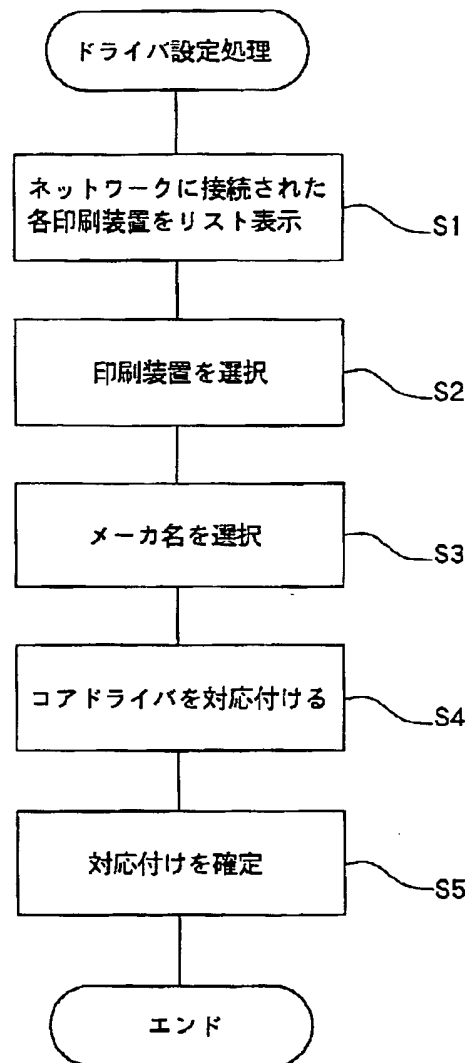 ドライバ設定処理
ネットワークに接続された
各印刷装置をリスト表示
S1
印刷装置を選択
S2
メーカ名を選択
S3
コアドライバを対応付ける
S4
対応付けを確定
S5
エンド